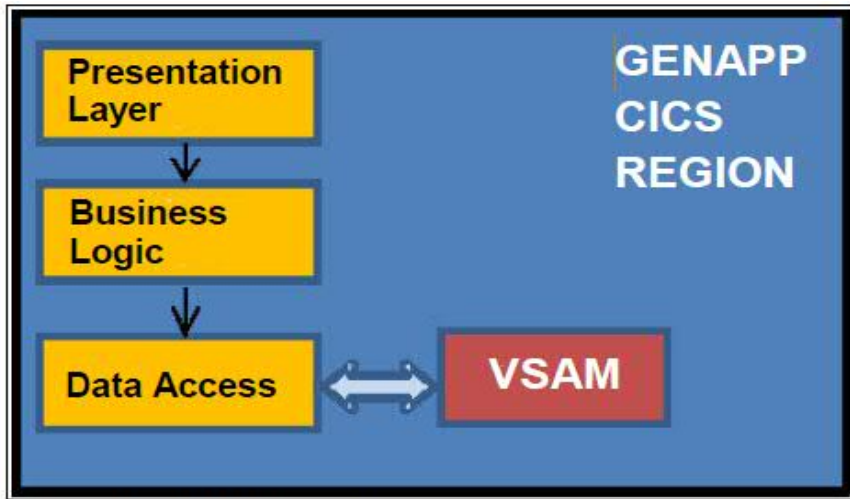 Presentation
Layer
Business
Logic
Data Access
VSAM
GENAPP
CICS
REGION